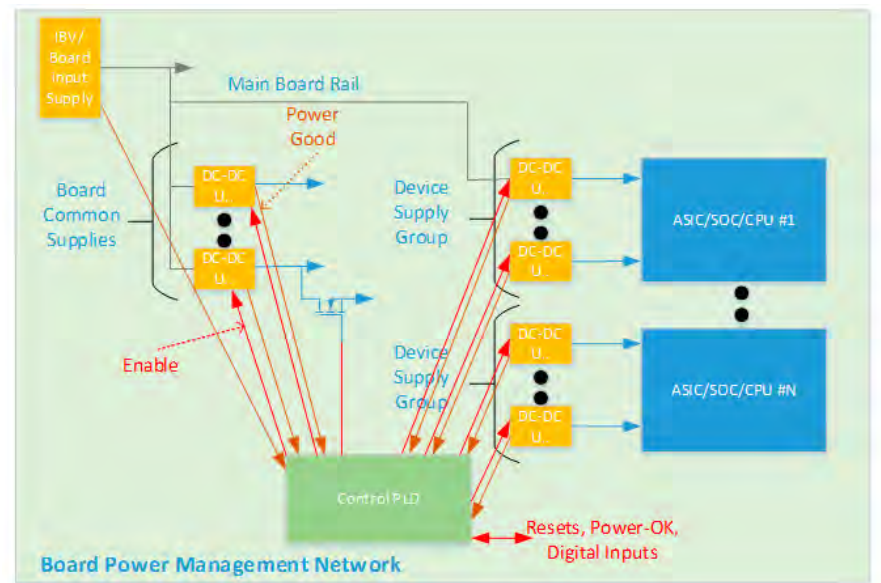 IBV/
Board
Input
Supply
Main Board Rail
Power
Good
DC-DC
U...
DC-DC
U...
Board
Common
Supplies
Enable
Device
Supply
Group
DC-DC
U...
DC-DC
U...
ASIC/SOC/CPU #1
Device
Supply
Group
DC-DC
U...
DC-DC
U...
ASIC/SOC/CPU #N
Control PLD
Resets, Power-OK,
Digital Inputs
Board Power Management Network